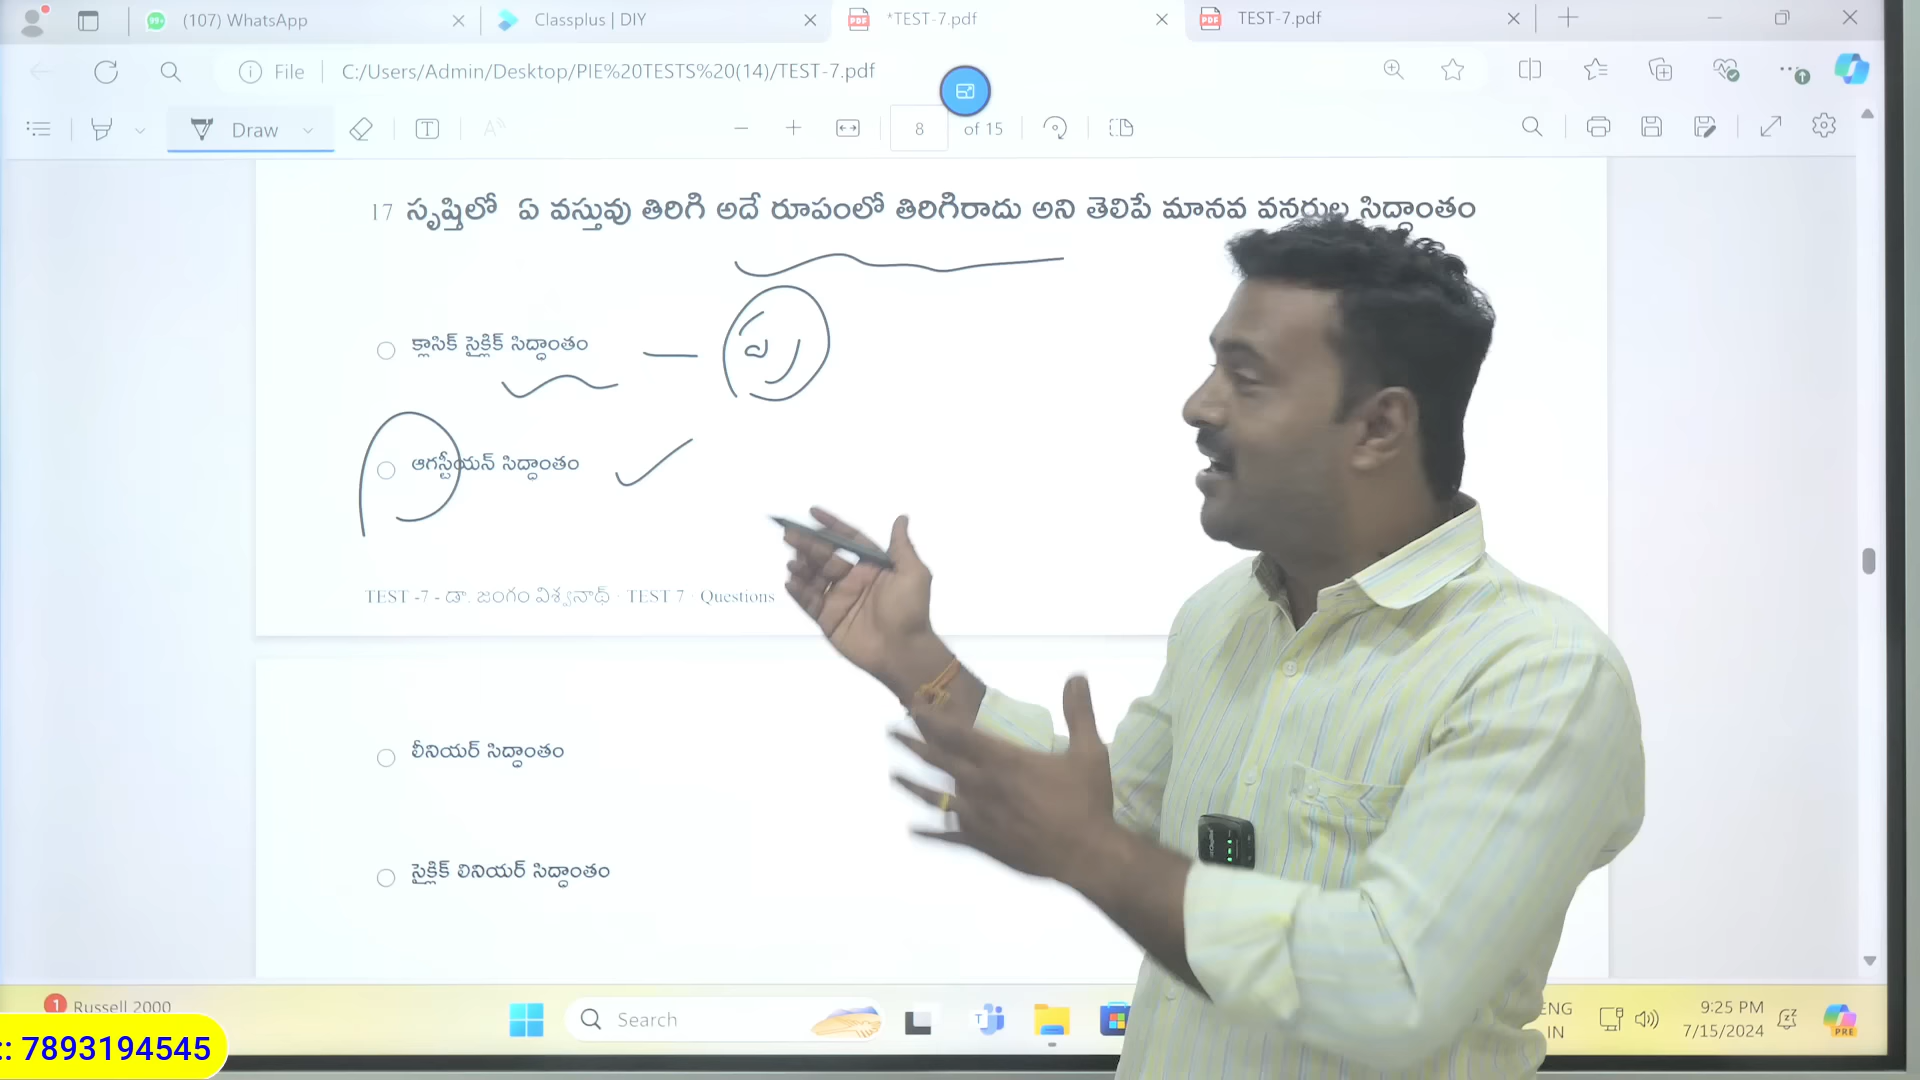 (107) WhatsApp
Classplus | DIY
*TEST-7.pdf
TEST-7.pdf
File
C:/Users/Admin/Desktop/PIE%20TESTS%20(14)/TEST-7.pdf
Draw
8 of 15
17 సృష్టిలో ఏ వస్తువు తిరిగి అదే రూపంలో తిరిగిరాదు అని తెలిపే మానవ వనరుల సిద్ధాంతం
క్లాసిక్ సైక్లిక్ సిద్ధాంతం
ఆగస్టీయన్ సిద్ధాంతం
TEST -7 - డా. జంగం విశ్వనాథ్ · TEST 7 · Questions
లీనియర్ సిద్ధాంతం
సైక్లిక్ లినియర్ సిద్ధాంతం
1 Russell 2000
Search
ENG
IN
9:25 PM
7/15/2024
PRE
:: 7893194545